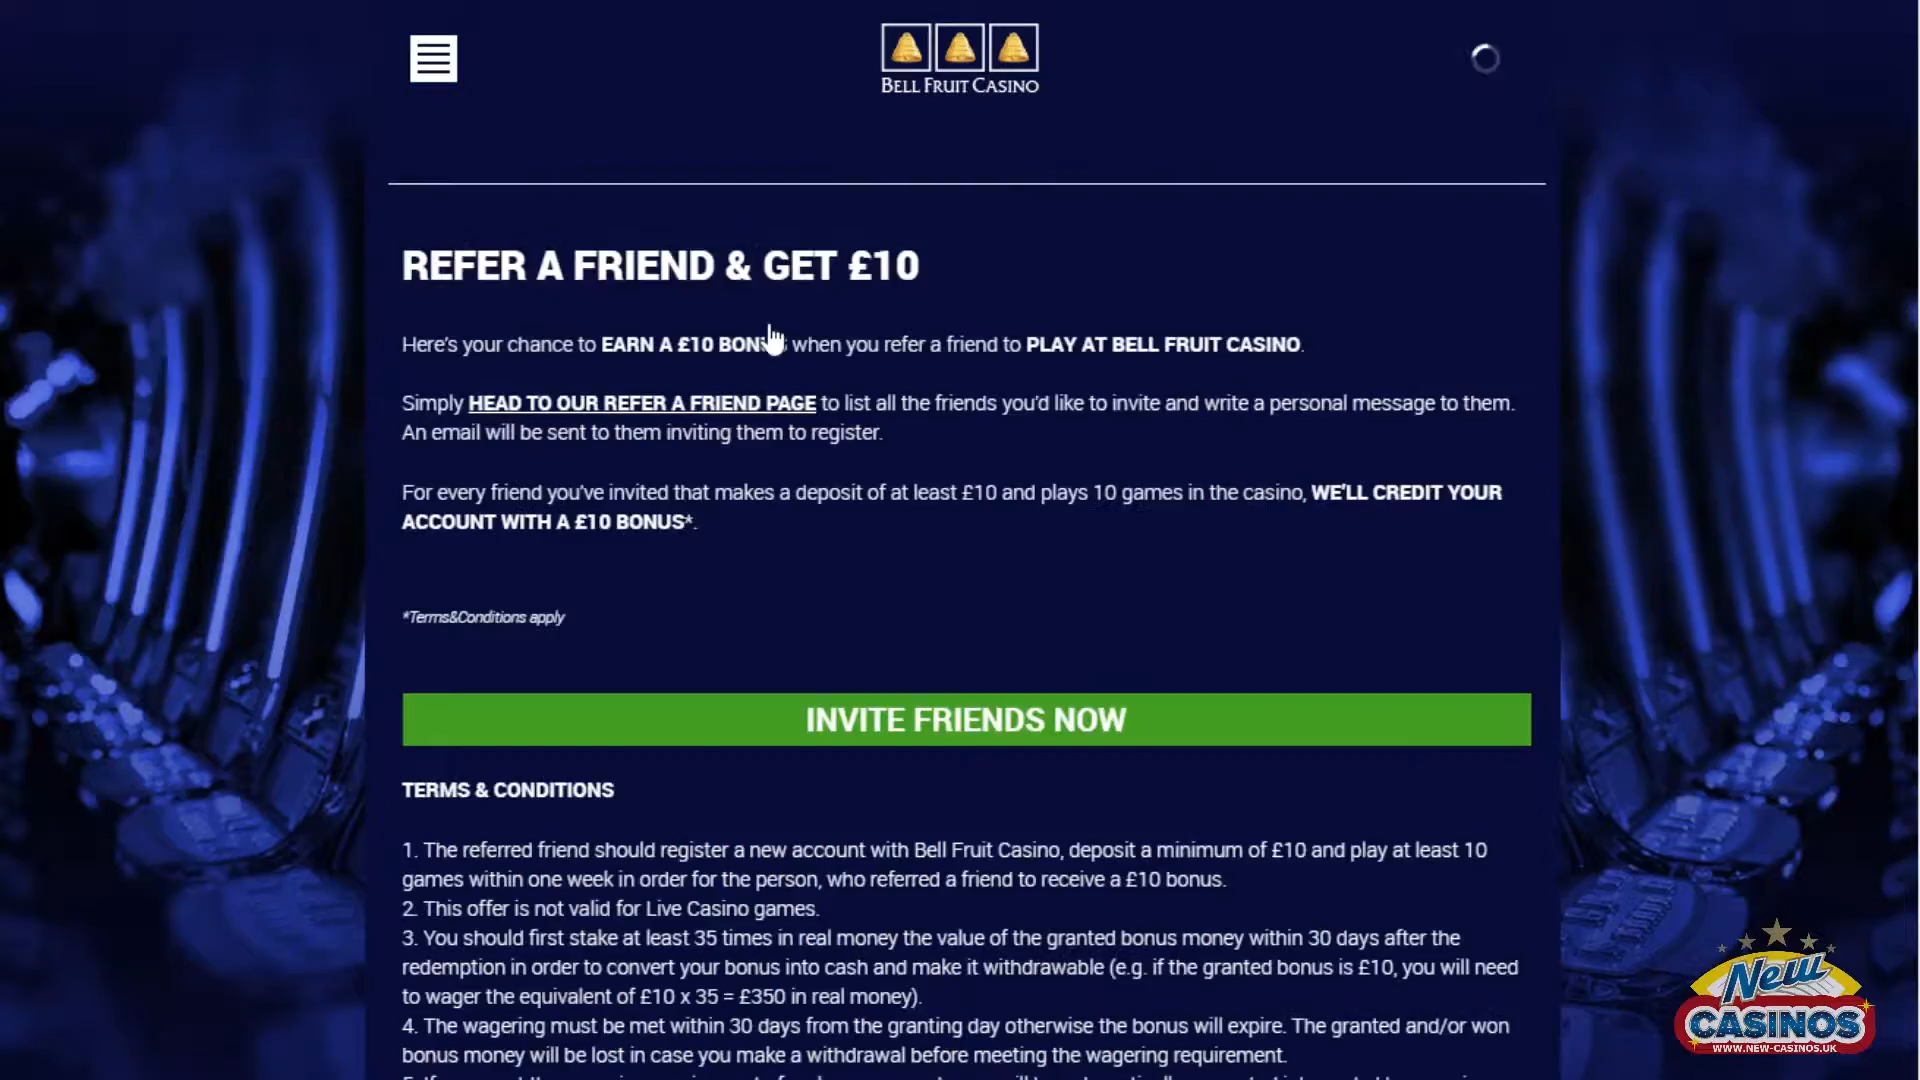 BELL FRUIT CASINO
REFER A FRIEND & GET £10
Here's your chance to EARN A £10 when you refer a friend to PLAY AT BELL FRUIT CASINO.
Simply HEAD TO OUR REFER A FRIEND PAGE to list all the friends you'd like to invite and write a personal message to them.
An email will be sent to them inviting them to register.
For every friend you've invited that makes a deposit of at least £10 and plays 10 games in the casino, WE'LL CREDIT YOUR
ACCOUNT WITH A £10 BONUS*.
*Terms&Conditions apply
INVITE FRIENDS NOW
TERMS & CONDITIONS
1. The referred friend should register a new account with Bell Fruit Casino, deposit a minimum of £10 and play at least 10
games within one week in order for the person, who referred a friend to receive a £10 bonus.
2. This offer is not valid for Live Casino games.
3. You should first stake at least 35 times in real money the value of the granted bonus money within 30 days after the
redemption in order to convert your bonus into cash and make it withdrawable (e.g. if the granted bonus is £10, you will need
to wager the equivalent of £10 x 35 = £350 in real money).
4. The wagering must be met within 30 days from the granting day otherwise the bonus will expire. The granted and/or won
bonus money will be lost in case you make a withdrawal before meeting the wagering requirement.
New
CASINOS
WWW.NEW-CASINOS.UK